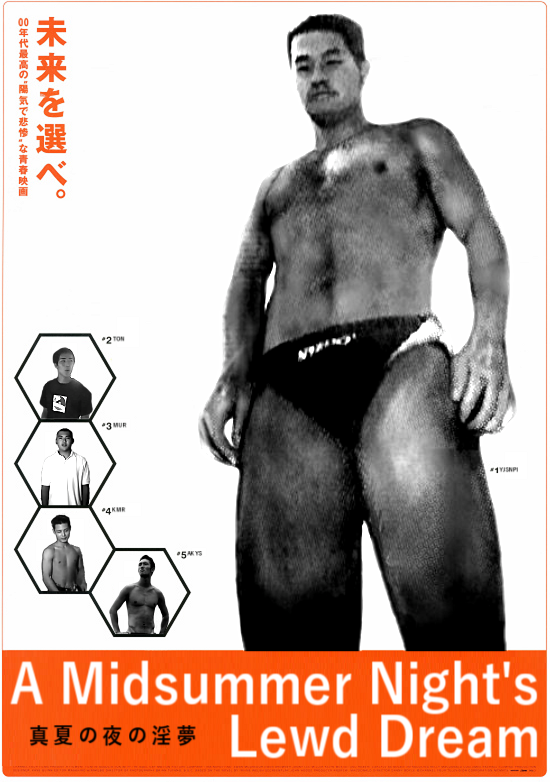 未来を選べ。
00年代最高の“陽気で悲惨”な青春映画
#2 TON
#3 MUR
#4 KMR
#5 AKYS
#1 YJSNPI
A Midsummer Night's
真夏の夜の淫夢
Lewd Dream